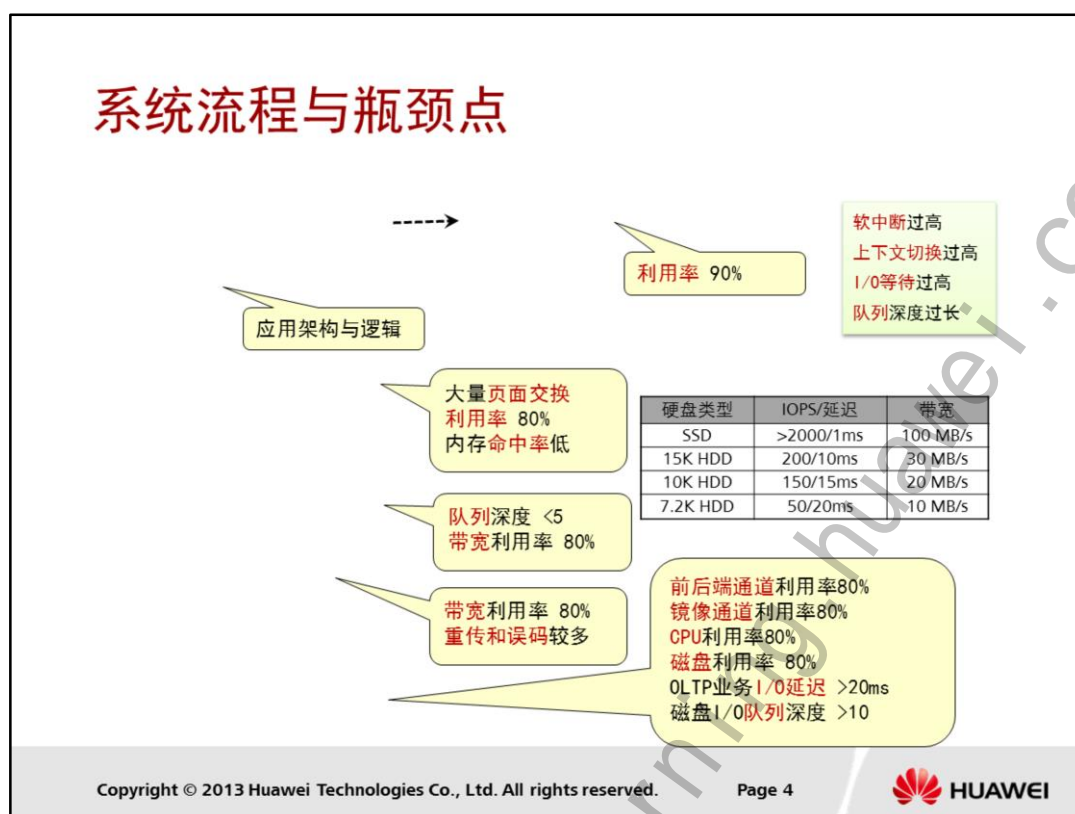 系统流程与瓶颈点
利用率 90%
软中断过高
上下文切换过高
I/O等待过高
队列深度过长
应用架构与逻辑
大量页面交换
利用率 80%
内存命中率低
硬盘类型 IOPS/延迟 带宽
SSD >2000/1ms 100 MB/s
15K HDD 200/10ms 30 MB/s
10K HDD 150/15ms 20 MB/s
7.2K HDD 50/20ms 10 MB/s
队列深度 <5
带宽利用率 80%
带宽利用率 80%
重传和误码较多
前后端通道利用率80%
镜像通道利用率80%
CPU利用率80%
磁盘利用率 80%
OLTP业务I/O延迟 >20ms
磁盘I/O队列深度 >10
Copyright © 2013 Huawei Technologies Co., Ltd. All rights reserved. Page 4 HUAWEI
rning.huawei.c